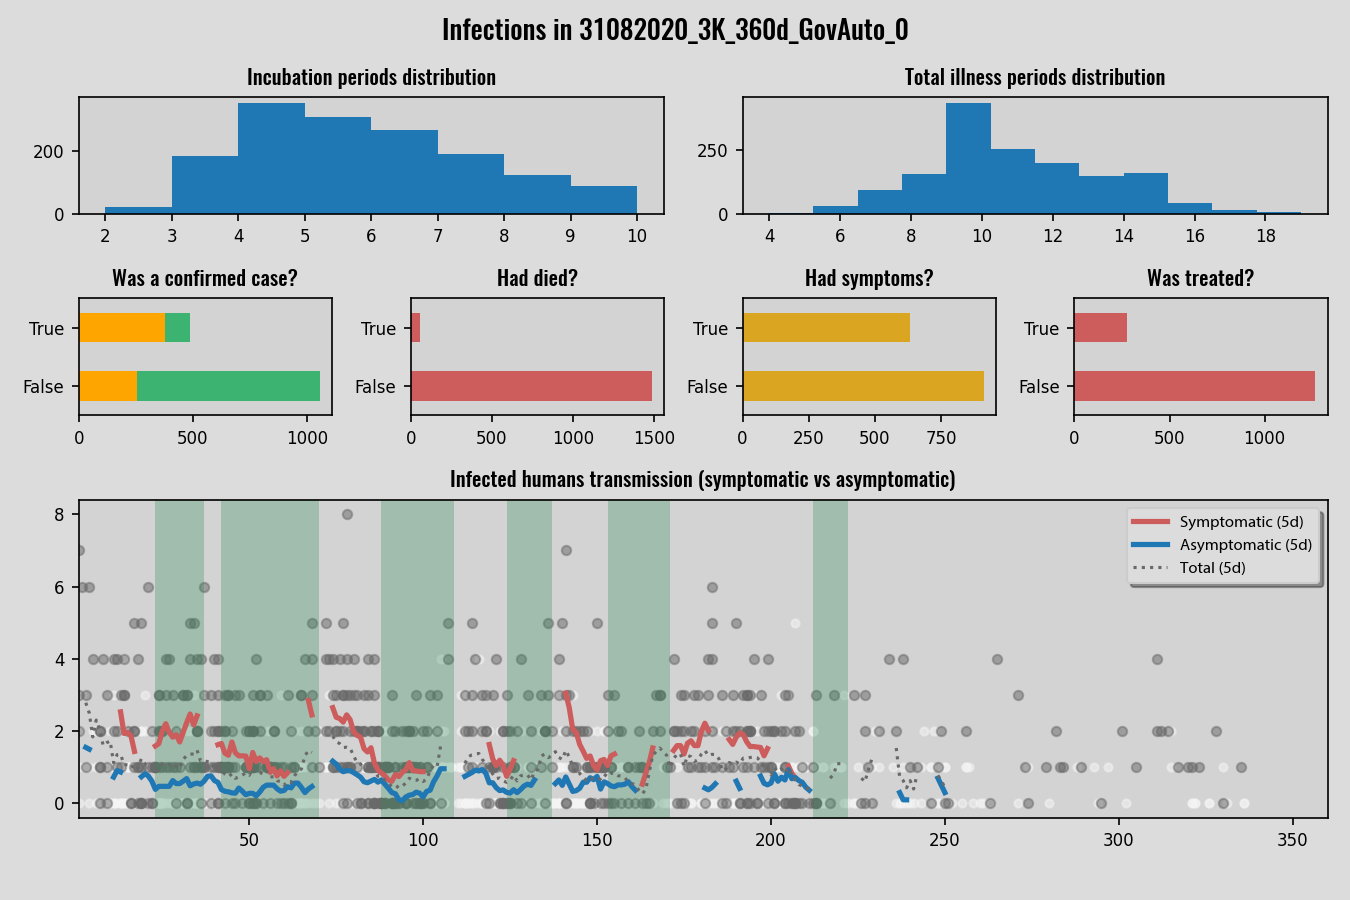 Infections in 31082020_3K_360d_GovAuto_0
Incubation periods distribution
Total illness periods distribution
200
0
2 3 4 5 6 7 8 9 10
250
0
4 6 8 10 12 14 16 18
Was a confirmed case?
Had died?
Had symptoms?
Was treated?
True
False
0 500 1000
True
False
0 500 1000 1500
True
False
0 250 500 750
True
False
0 500 1000
Infected humans transmission (symptomatic vs asymptomatic)
8
6
4
2
0
50 100 150 200 250 300 350
Symptomatic (5d)
Asymptomatic (5d)
Total (5d)